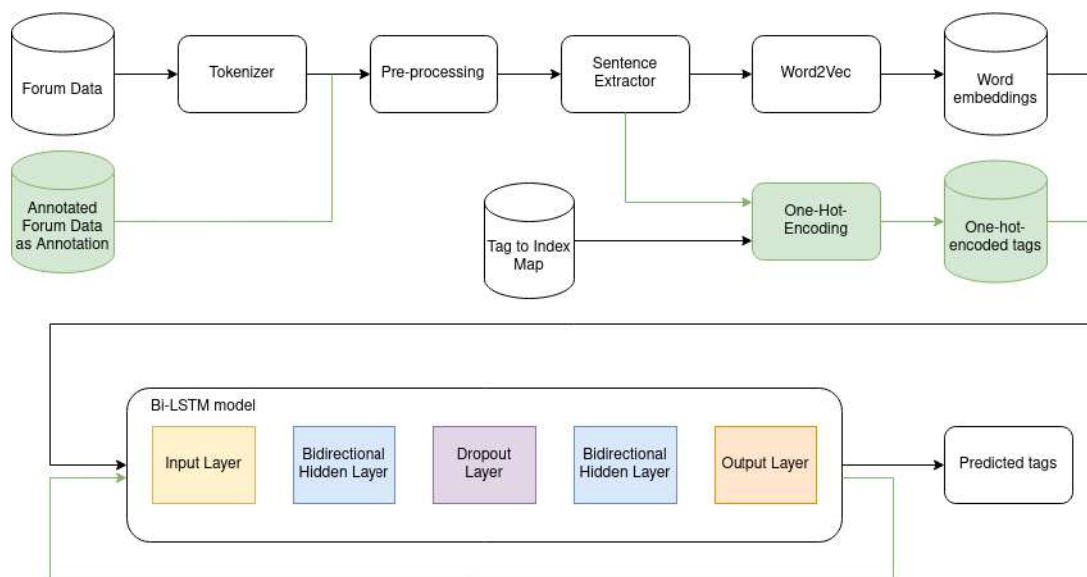 Forum Data
Tokenizer
Pre-processing
Sentence
Extractor
Word2Vec
Word
embeddings
Annotated
Forum Data
as Annotation
Tag to Index
Map
One-Hot-
Encoding
One-hot-
encoded tags
Bi-LSTM model
Input Layer
Bidirectional
Hidden Layer
Dropout
Layer
Bidirectional
Hidden Layer
Output Layer
Predicted tags